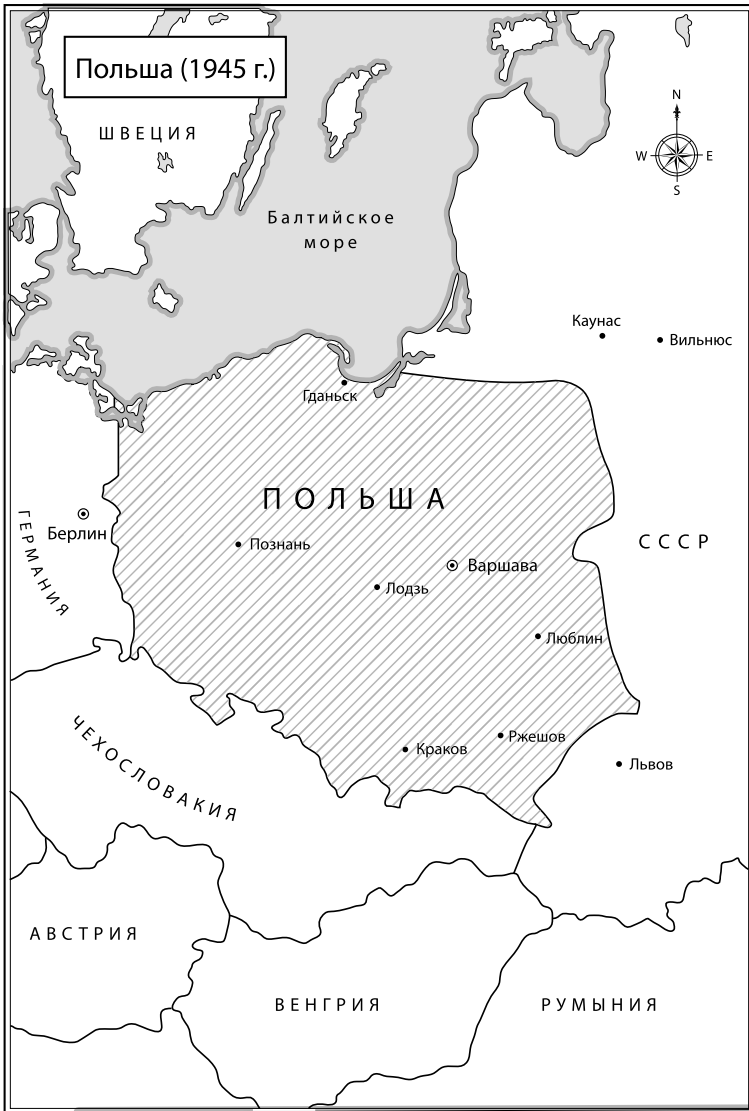 Польша (1945 г.)
ШВЕЦИЯ
N
W
E
S
Балтийское
море
Каунас
Вильнюс
Гданьск
ПОЛЬША
ГЕРМАНИЯ
Берлин
Познань
СССР
Варшава
Лодзь
Люблин
ЧЕХОСЛОВАКИЯ
Краков
Ржешов
Львов
АВСТРИЯ
ВЕНГРИЯ
РУМЫНИЯ